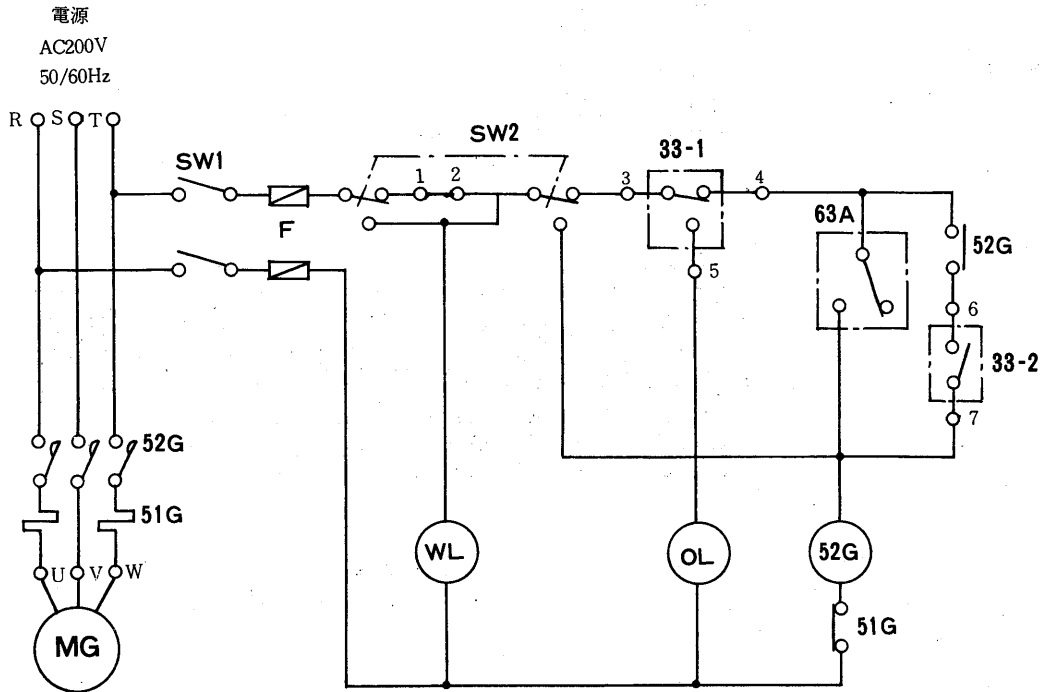 電源
AC200V
50/60Hz
R S T
SW1
F
SW2
1 2
33-1
3 4
5
63A
52G
6
33-2
7
52G
51G
U V W
MG
WL
OL
52G
51G